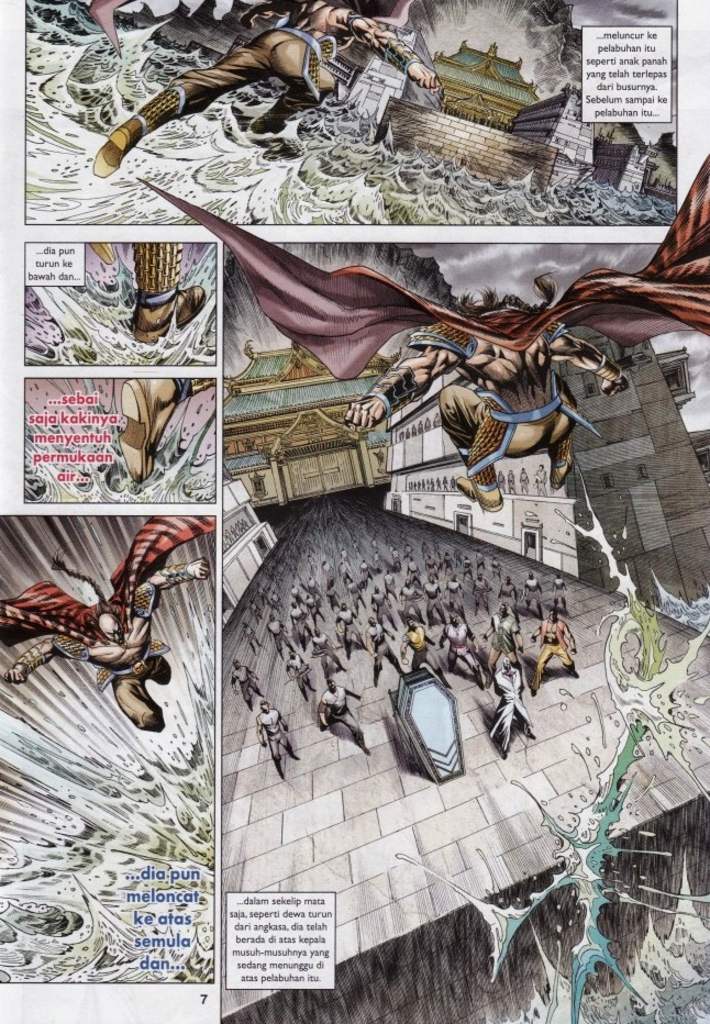 ...meluncur ke
pelabuhan itu
seperti anak panah
yang telah terlepas
dari busurnya.
Sebelum sampai ke
pelabuhan itu...
...dia pun
turun ke
bawah dan...
...sebai
saja kakinya
menyentuh
permukaan
air...
...dia pun
meloncat
ke atas
semula
dan...
...dalam sekelip mata
saja, seperti dewa turun
dari angkasa, dia telah
berada di atas kepala
musuh-musuhnya yang
sedang menunggu di
atas pelabuhan itu.
7